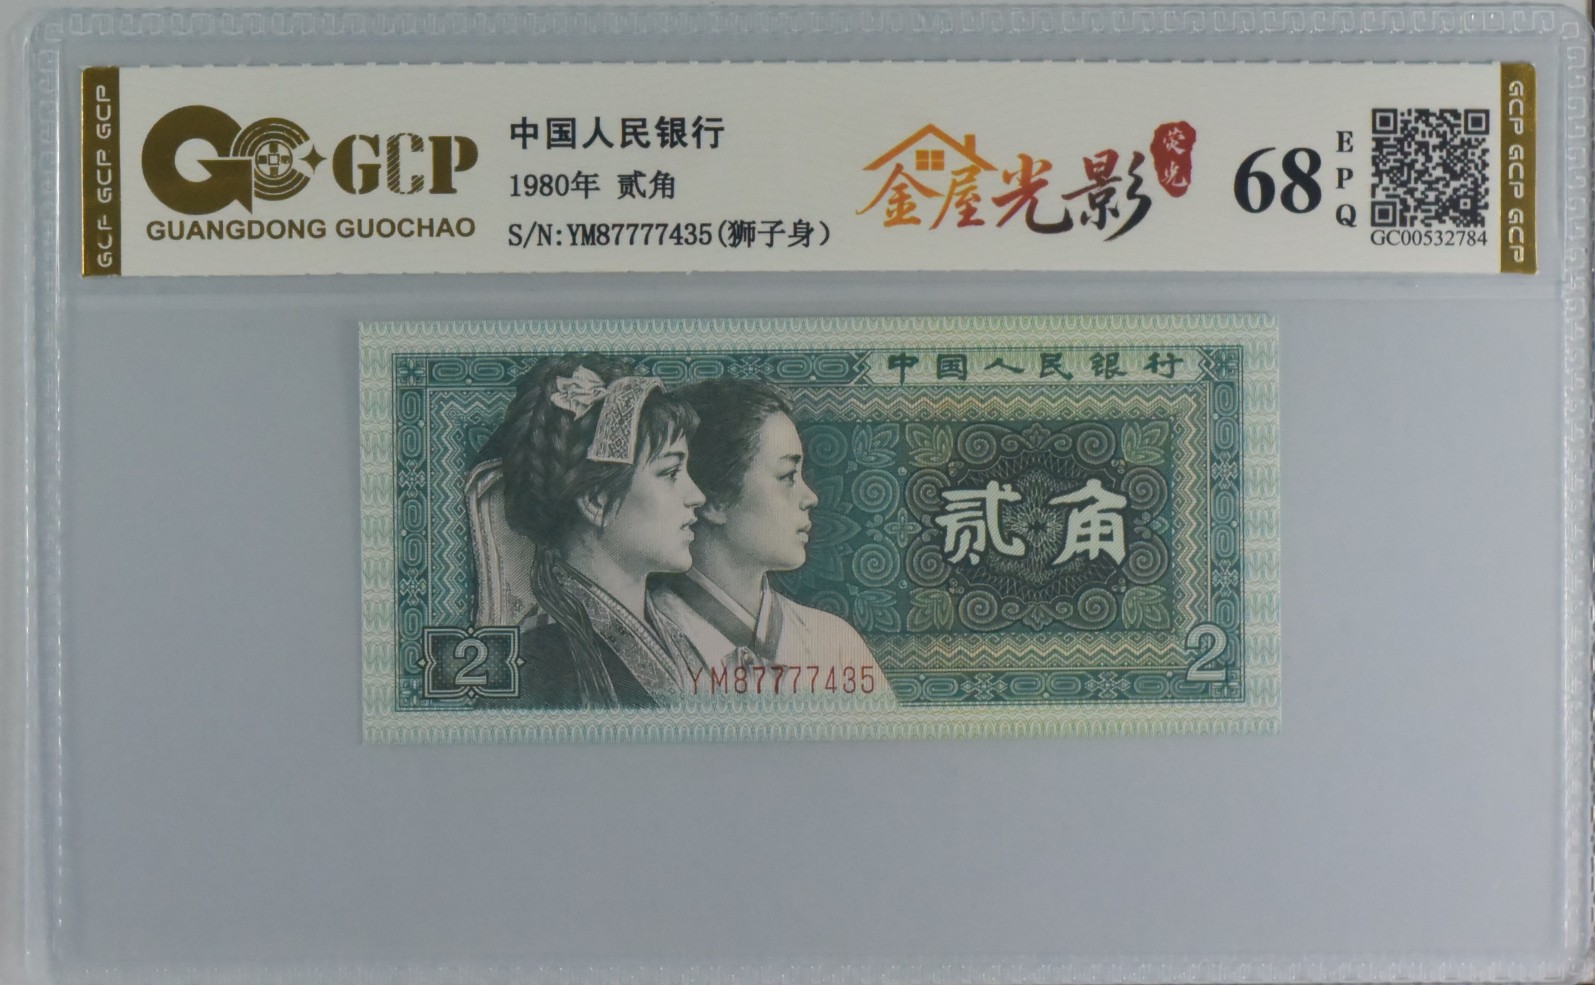 GCP GCP GCP
GCP
GUANGDONG GUOCHAO
中国人民银行
1980年 贰角
S/N:YM87777435(狮子身)
金屋光影
荧光
68
EPQ
GC00532784
GCP GCP GCP
中国人民银行
贰角
2
YM87777435
2